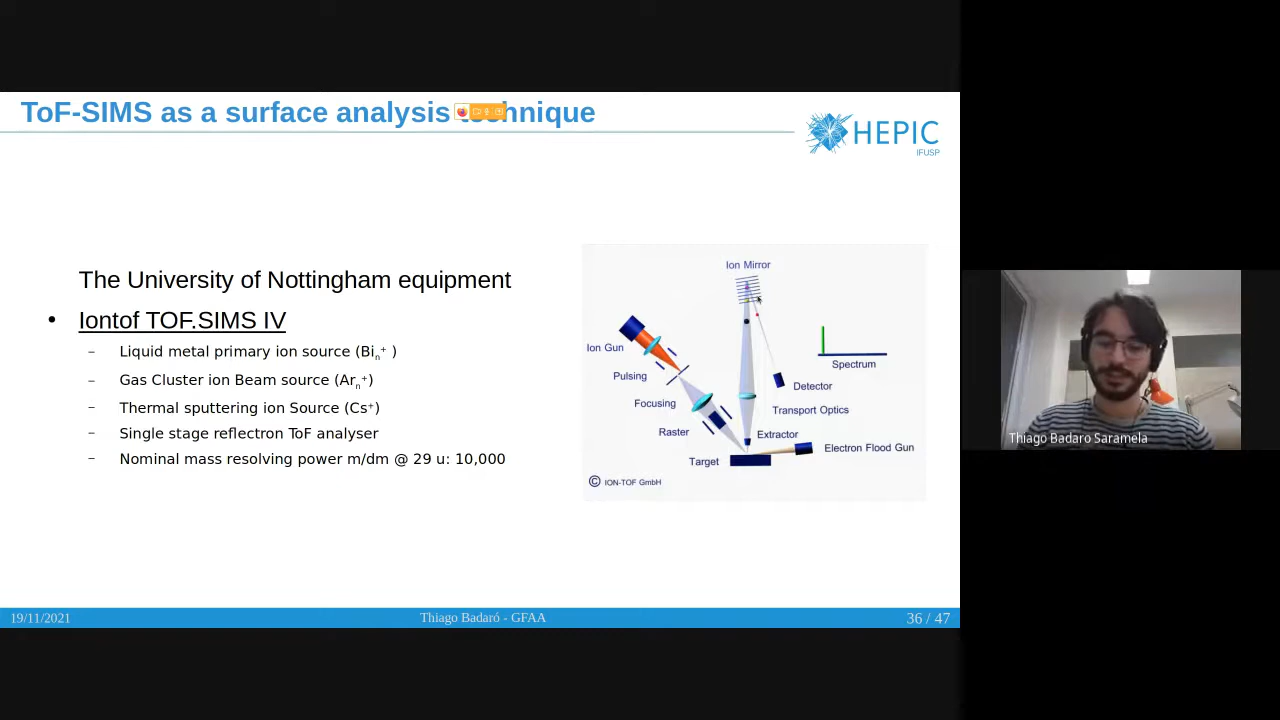 ToF-SIMS as a surface analysis technique
HEPIC
IFUSP
The University of Nottingham equipment
• Iontof TOF.SIMS IV
– Liquid metal primary ion source (Biₙ⁺ )
– Gas Cluster ion Beam source (Arₙ⁺)
– Thermal sputtering ion Source (Cs⁺)
– Single stage reflectron ToF analyser
– Nominal mass resolving power m/dm @ 29 u: 10,000
Ion Mirror
Ion Gun
Pulsing
Focusing
Raster
Target
Spectrum
Detector
Transport Optics
Extractor
Electron Flood Gun
© ION-TOF GmbH
Thiago Badaro Saramela
19/11/2021
Thiago Badaró - GFAA
36 / 47